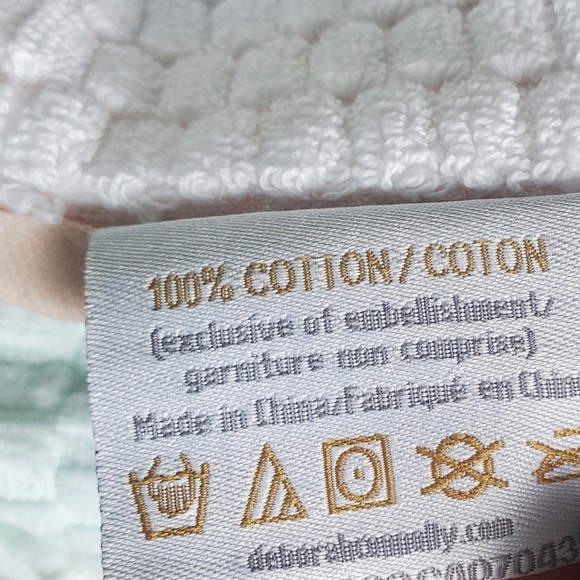 100% COTTON/COTON
(exclusive of embellishment/
garniture non comprise)
Made in China/Fabriqué en Chin
deborahconnolly.com